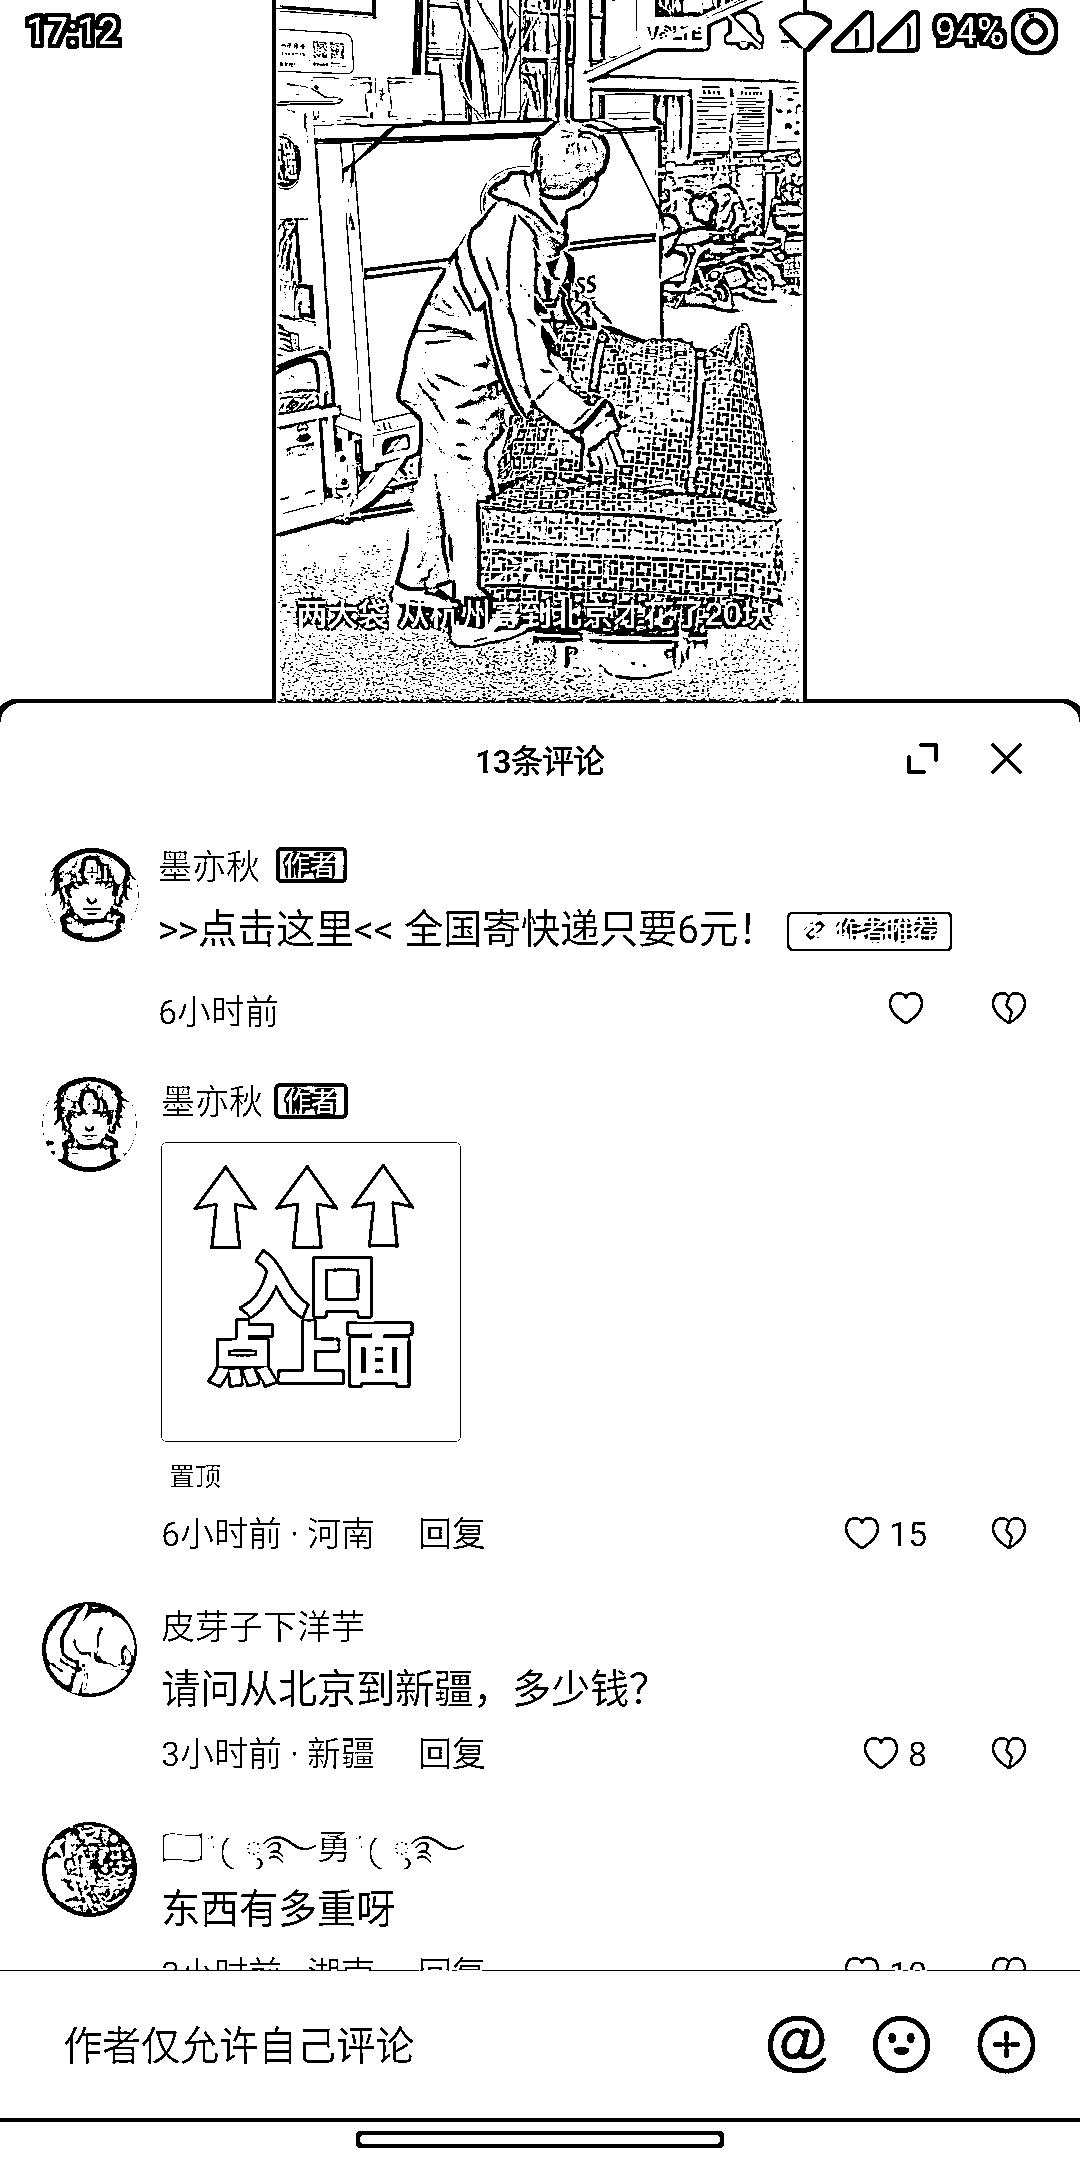 17:12
VoLTE
94%
SS
两大袋 从杭州寄到北京才花了20块
13条评论
墨亦秋 作者
>>点击这里<< 全国寄快递只要6元! 作者推荐
6小时前
墨亦秋 作者
入口
点上面
置顶
6小时前 · 河南 回复
15
皮芽子下洋芋
请问从北京到新疆，多少钱?
3小时前 · 新疆 回复
8
勇
东西有多重呀
作者仅允许自己评论